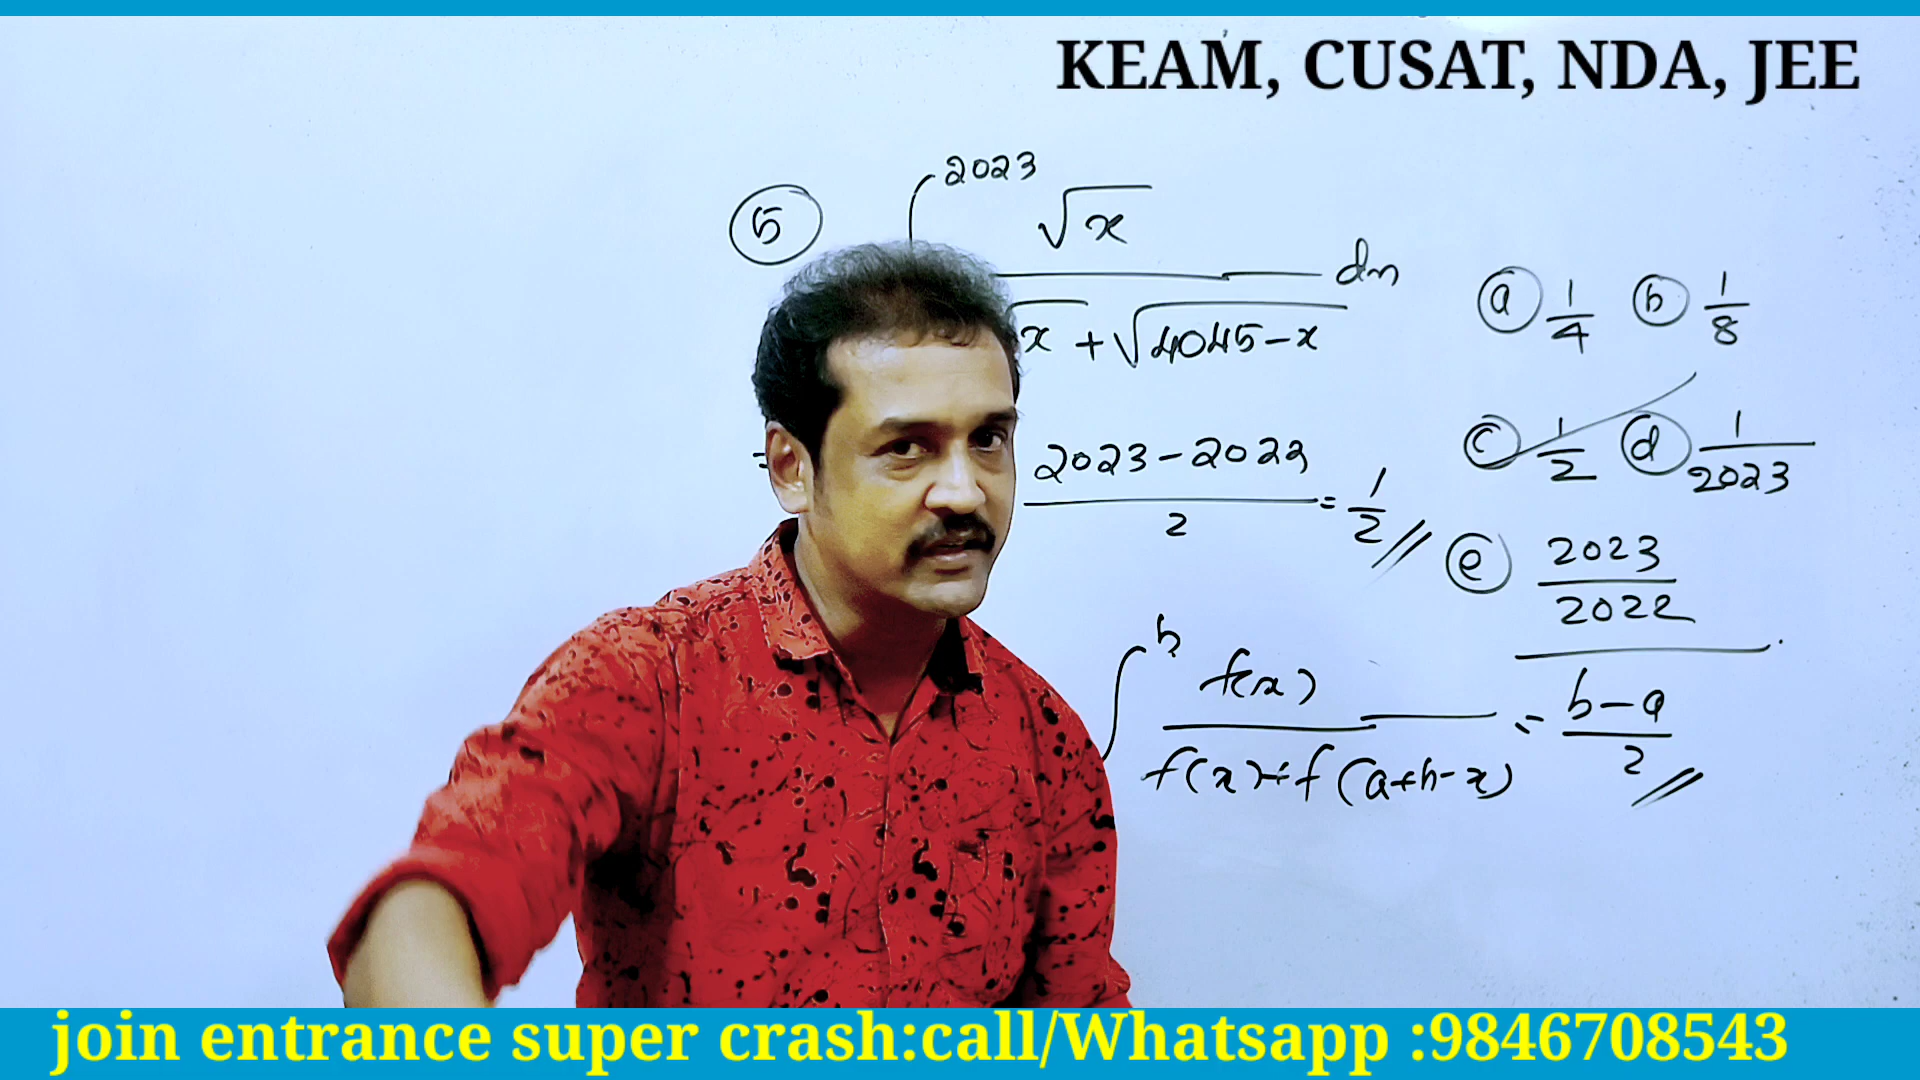 KEAM, CUSAT, NDA, JEE
5
2023
√x
dx
x + √4045-x
a 1/4 b 1/8
c 1/2 d 1/2023
e 2023/2022
= 2023-2022/2 = 1/2
∫ b f(x)/f(x)+f(a+b-x) = b-a/2
join entrance super crash:call/Whatsapp :9846708543